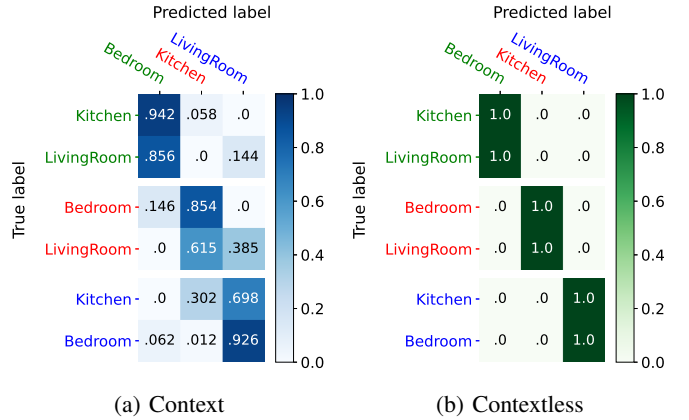 Predicted label
Bedroom
Kitchen
LivingRoom
True label
Kitchen .942 .058 .0
LivingRoom .856 .0 .144
Bedroom .146 .854 .0
LivingRoom .0 .615 .385
Kitchen .0 .302 .698
Bedroom .062 .012 .926
1.0
0.8
0.6
0.4
0.2
0.0
(a) Context
Predicted label
Bedroom
Kitchen
LivingRoom
True label
Kitchen 1.0 .0 .0
LivingRoom 1.0 .0 .0
Bedroom .0 1.0 .0
LivingRoom .0 1.0 .0
Kitchen .0 .0 1.0
Bedroom .0 .0 1.0
1.0
0.8
0.6
0.4
0.2
0.0
(b) Contextless